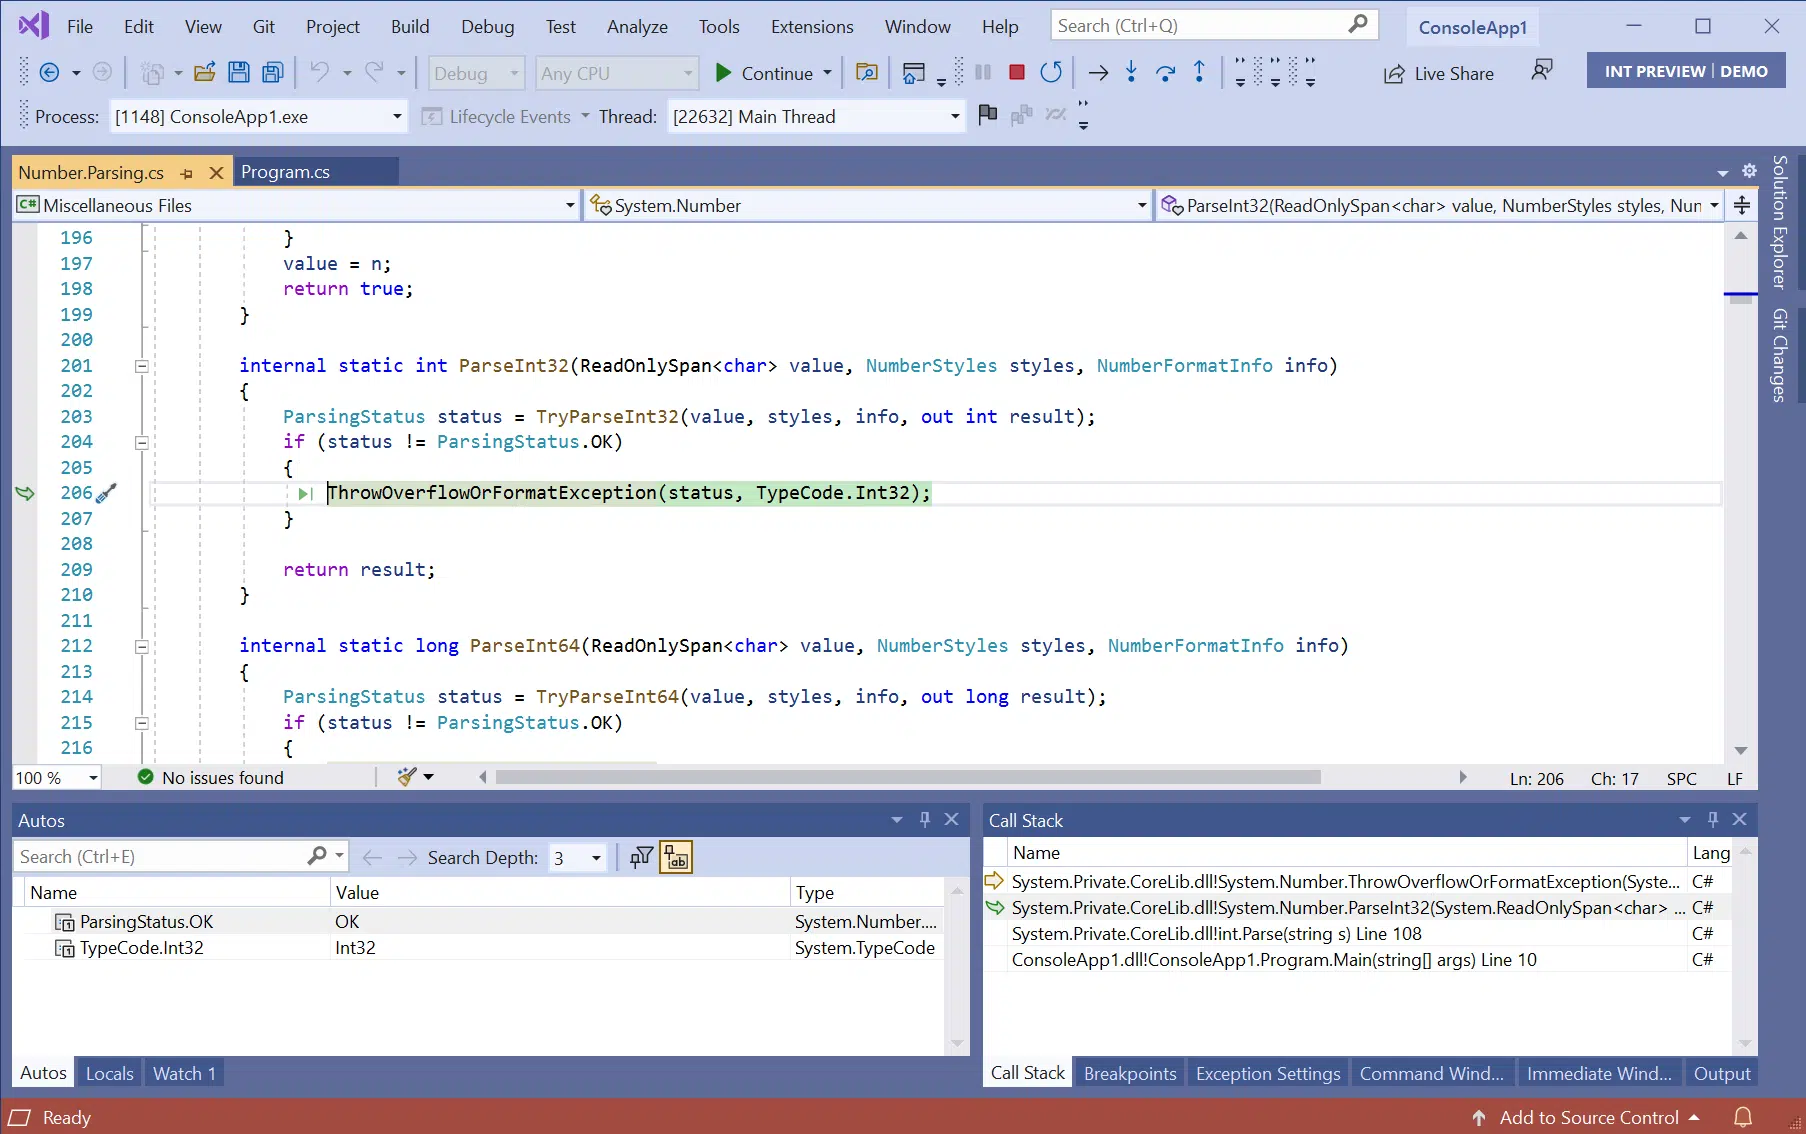 File Edit View Git Project Build Debug Test Analyze Tools Extensions Window Help Search (Ctrl+Q) ConsoleApp1
Debug Any CPU Continue Live Share INT PREVIEW | DEMO
Process: [1148] ConsoleApp1.exe Lifecycle Events Thread: [22632] Main Thread
Number.Parsing.cs Program.cs
C# Miscellaneous Files System.Number ParseInt32(ReadOnlySpan<char> value, NumberStyles styles, Nun
Solution Explorer
Git Changes
196 }
197 value = n;
198 return true;
199 }
200
201 internal static int ParseInt32(ReadOnlySpan<char> value, NumberStyles styles, NumberFormatInfo info)
202 {
203 ParsingStatus status = TryParseInt32(value, styles, info, out int result);
204 if (status != ParsingStatus.OK)
205 {
206 ThrowOverflowOrFormatException(status, TypeCode.Int32);
207 }
208
209 return result;
210 }
211
212 internal static long ParseInt64(ReadOnlySpan<char> value, NumberStyles styles, NumberFormatInfo info)
213 {
214 ParsingStatus status = TryParseInt64(value, styles, info, out long result);
215 if (status != ParsingStatus.OK)
216 {
100 % No issues found Ln: 206 Ch: 17 SPC LF
Autos
Search (Ctrl+E) Search Depth: 3
Name Value Type
ParsingStatus.OK OK System.Number....
TypeCode.Int32 Int32 System.TypeCode
Autos Locals Watch 1
Call Stack
Name Lang
System.Private.CoreLib.dll!System.Number.ThrowOverflowOrFormatException(Syste... C#
System.Private.CoreLib.dll!System.Number.ParseInt32(System.ReadOnlySpan<char> ... C#
System.Private.CoreLib.dll!int.Parse(string s) Line 108 C#
ConsoleApp1.dll!ConsoleApp1.Program.Main(string[] args) Line 10 C#
Call Stack Breakpoints Exception Settings Command Wind... Immediate Wind... Output
Ready Add to Source Control